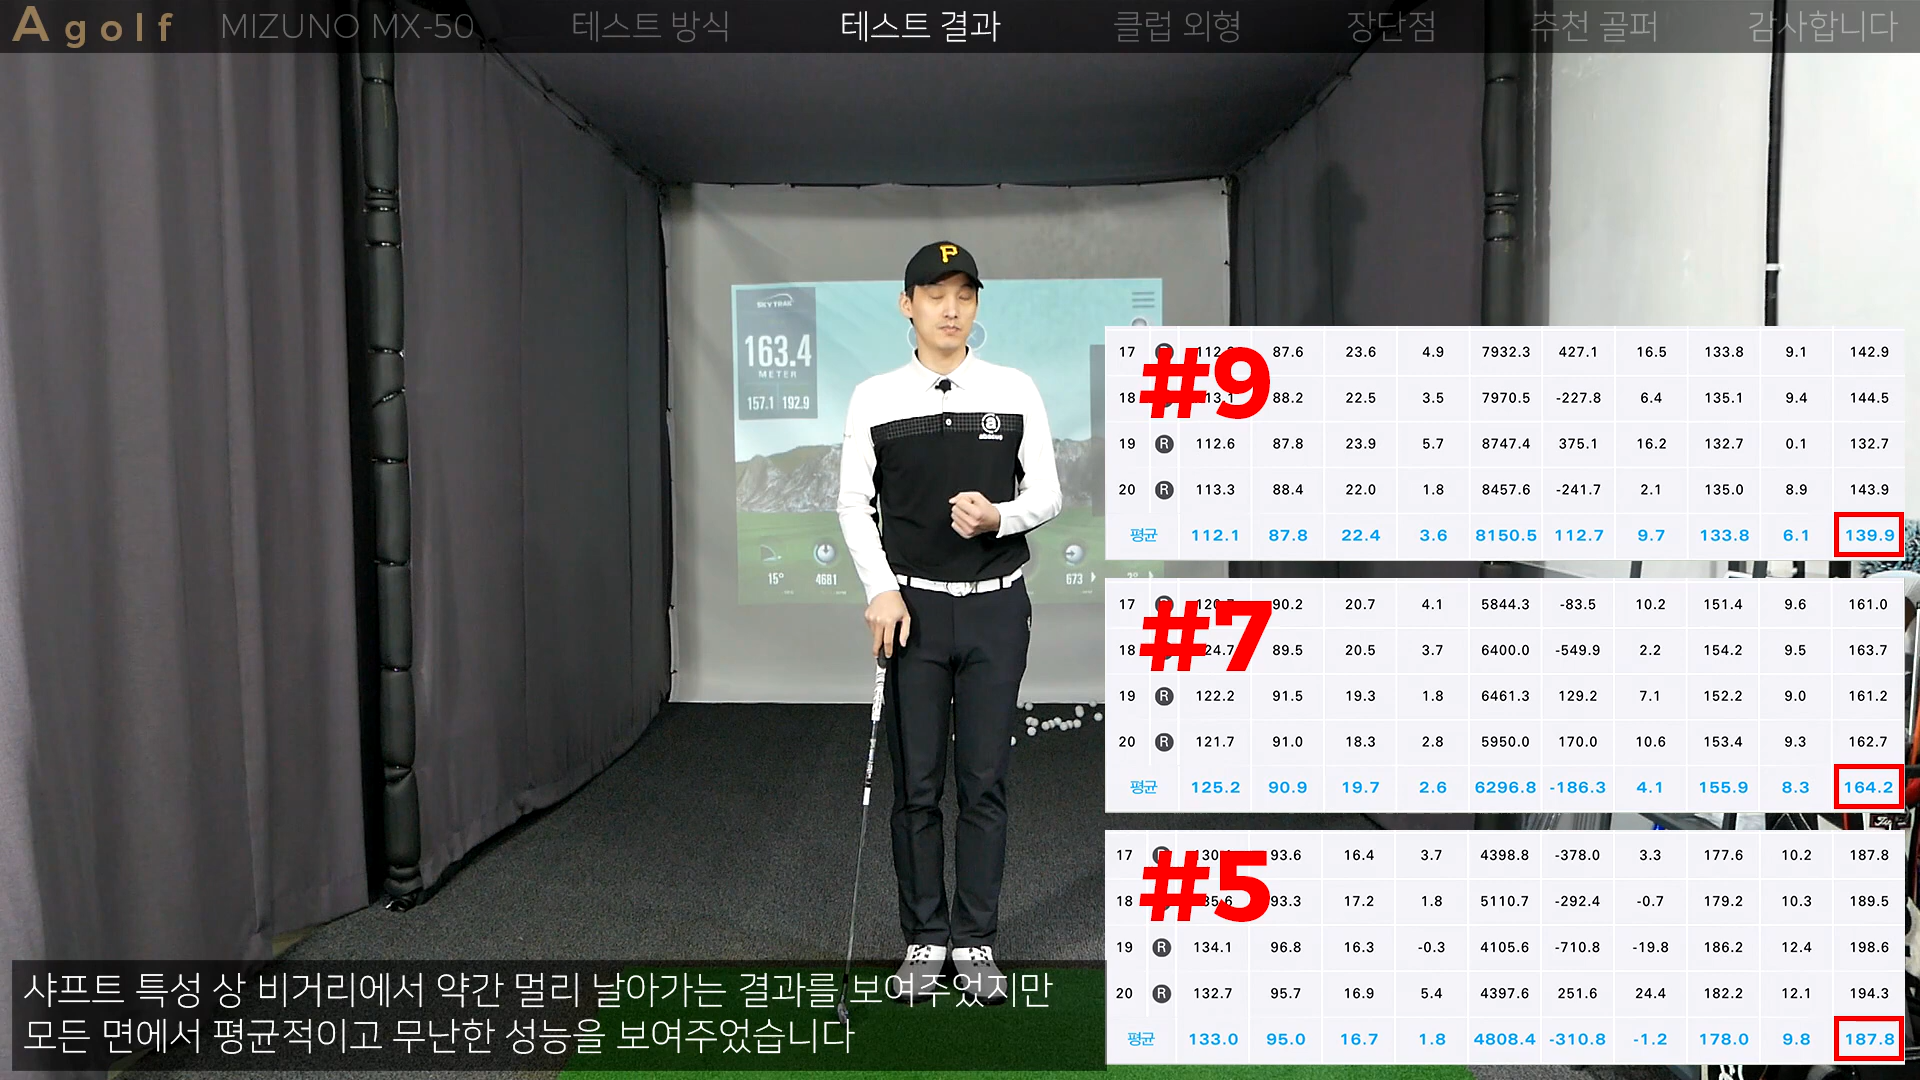 Agolf MIZUNO MX-50 테스트 방식 테스트 결과 클럽 외형 장단점 추천 골퍼 감사합니다
P
SKYTRAK
163.4
METER
157.1 192.9
15°
4681
673
a
abacus
#9
17 87.6 23.6 4.9 7932.3 427.1 16.5 133.8 9.1 142.9
18 88.2 22.5 3.5 7970.5 -227.8 6.4 135.1 9.4 144.5
19 R 112.6 87.8 23.9 5.7 8747.4 375.1 16.2 132.7 0.1 132.7
20 R 113.3 88.4 22.0 1.8 8457.6 -241.7 2.1 135.0 8.9 143.9
평균 112.1 87.8 22.4 3.6 8150.5 112.7 9.7 133.8 6.1 139.9
#7
17 90.2 20.7 4.1 5844.3 -83.5 10.2 151.4 9.6 161.0
18 89.5 20.5 3.7 6400.0 -549.9 2.2 154.2 9.5 163.7
19 R 122.2 91.5 19.3 1.8 6461.3 129.2 7.1 152.2 9.0 161.2
20 R 121.7 91.0 18.3 2.8 5950.0 170.0 10.6 153.4 9.3 162.7
평균 125.2 90.9 19.7 2.6 6296.8 -186.3 4.1 155.9 8.3 164.2
#5
17 93.6 16.4 3.7 4398.8 -378.0 3.3 177.6 10.2 187.8
18 93.3 17.2 1.8 5110.7 -292.4 -0.7 179.2 10.3 189.5
19 R 134.1 96.8 16.3 -0.3 4105.6 -710.8 -19.8 186.2 12.4 198.6
20 R 132.7 95.7 16.9 5.4 4397.6 251.6 24.4 182.2 12.1 194.3
평균 133.0 95.0 16.7 1.8 4808.4 -310.8 -1.2 178.0 9.8 187.8
샤프트 특성 상 비거리에서 약간 멀리 날아가는 결과를 보여주었지만
모든 면에서 평균적이고 무난한 성능을 보여주었습니다